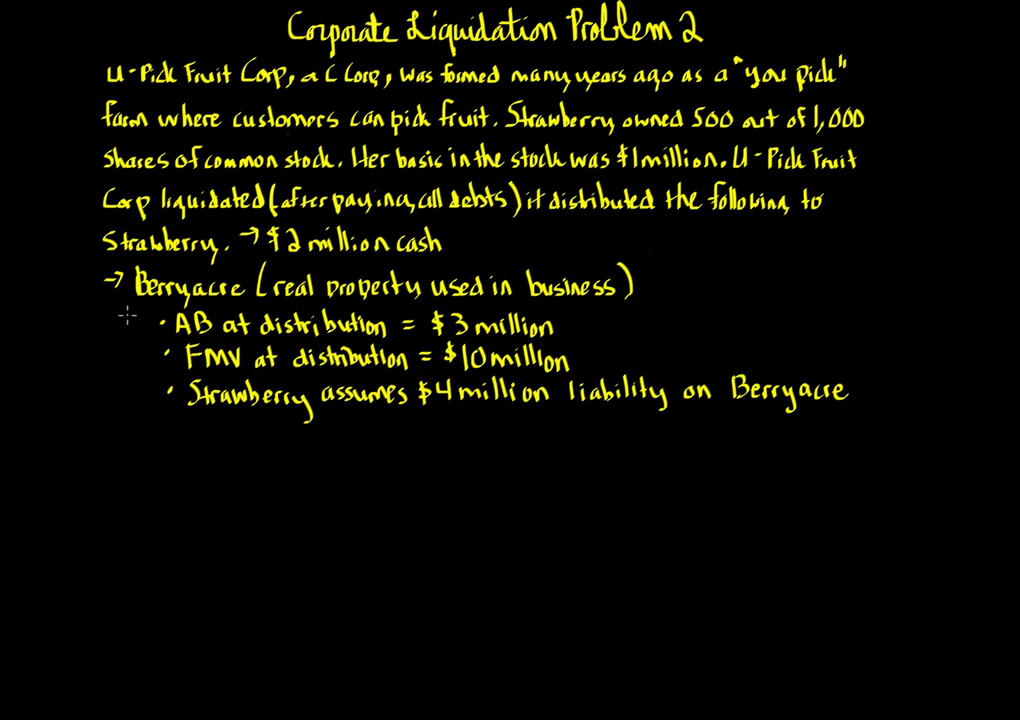 Corporate Liquidation Problem 2
U-Pick Fruit Corp, a C Corp, was formed many years ago as a "you pick"
farm where customers can pick fruit. Strawberry owned 500 out of 1,000
shares of common stock. Her basis in the stock was $1million. U-Pick Fruit
Corp liquidated (after paying all debts) it distributed the following to
Strawberry. → $2 million cash
→ Berryacre (real property used in business)
• AB at distribution = $3 million
• FMV at distribution = $10 million
• Strawberry assumes $4 million liability on Berryacre